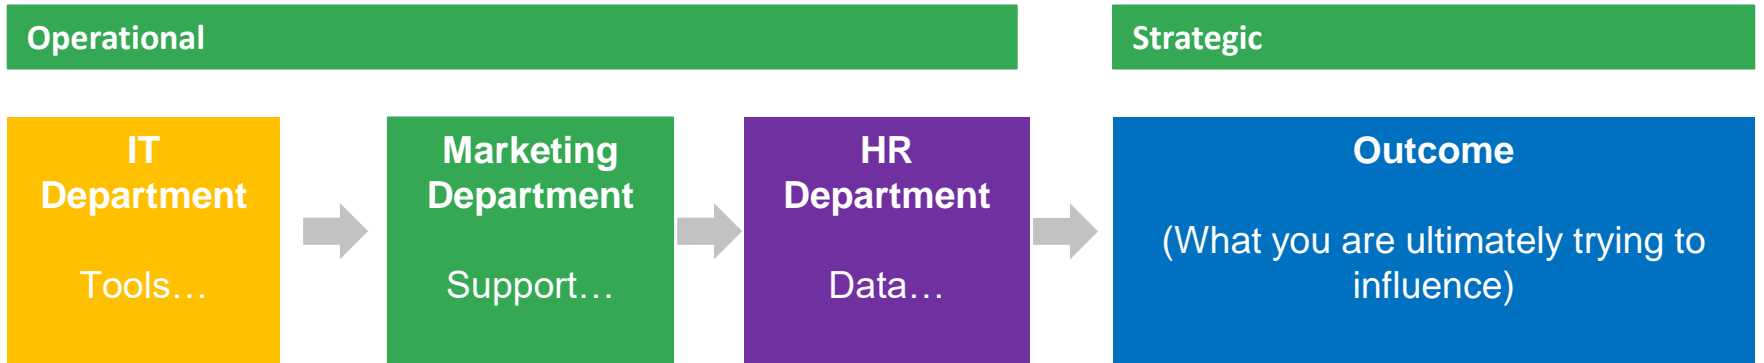 Operational
Strategic
IT
Department
Tools…
Marketing
Department
Support…
HR
Department
Data…
Outcome
(What you are ultimately trying to
influence)